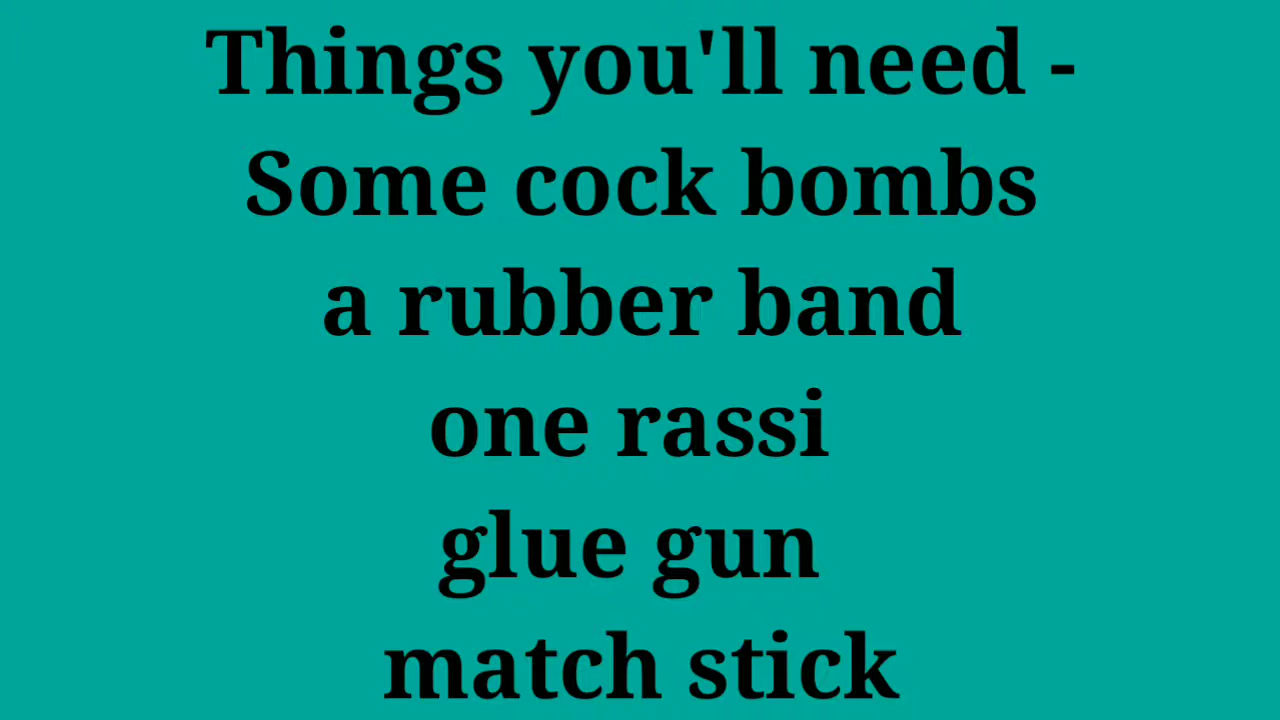 Things you'll need -
Some cock bombs
a rubber band
one rassi
glue gun
match stick